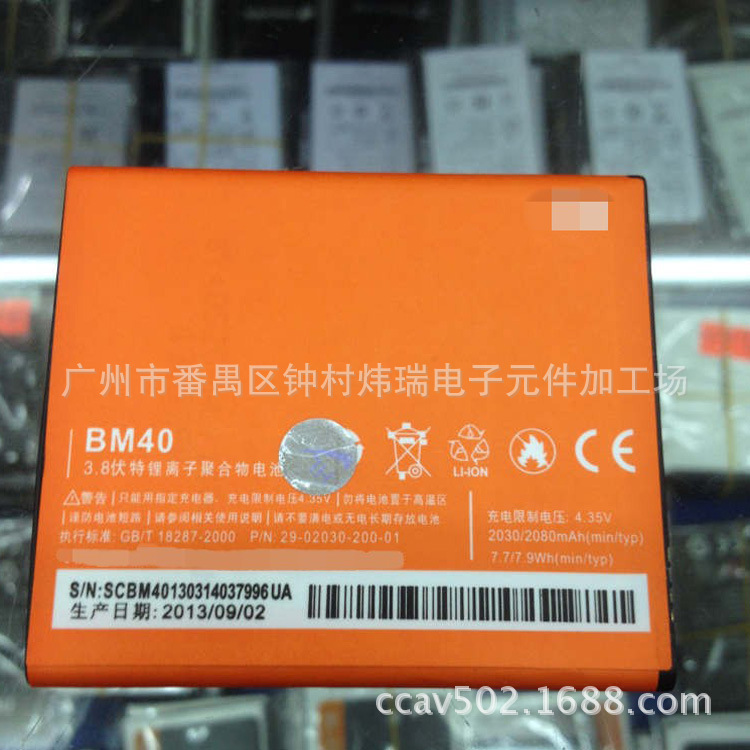 广州市番禺区钟村炜瑞电子元件加工场
BM40
3.8伏特锂离子聚合物电池
LI-ION
警告 只能用指定充电器, 充电限制电压4.35V 勿将电池置于高温区
谨防电池短路 请参阅相关说明 请不要满电或无电长期存放电池
执行标准: GB/T 18287-2000 P/N: 29-02030-200-01
充电限制电压: 4.35V
2030/2080mAh(min/typ)
7.7/7.9Wh(min/typ)
S/N:SCBM40130314037996UA
生产日期: 2013/09/02
ccav502.1688.com